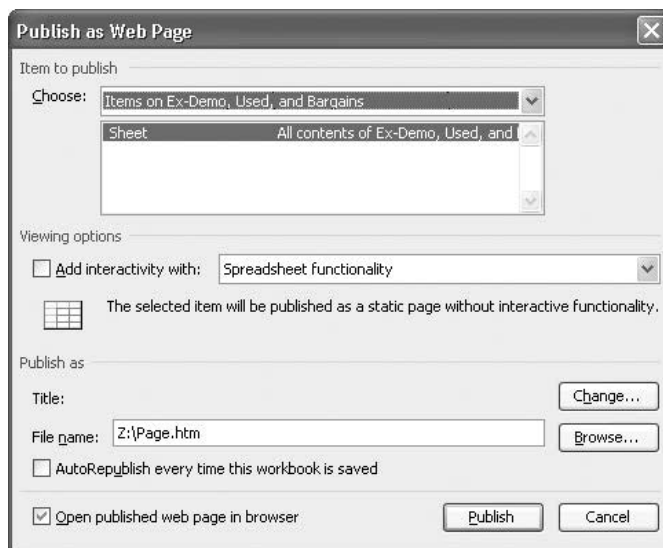 Publish as Web Page
Item to publish
Choose: Items on Ex-Demo, Used, and Bargains
Sheet All contents of Ex-Demo, Used, and
Viewing options
Add interactivity with: Spreadsheet functionality
The selected item will be published as a static page without interactive functionality.
Publish as
Title: Change...
File name: Z:\Page.htm Browse...
AutoRepublish every time this workbook is saved
Open published web page in browser Publish Cancel